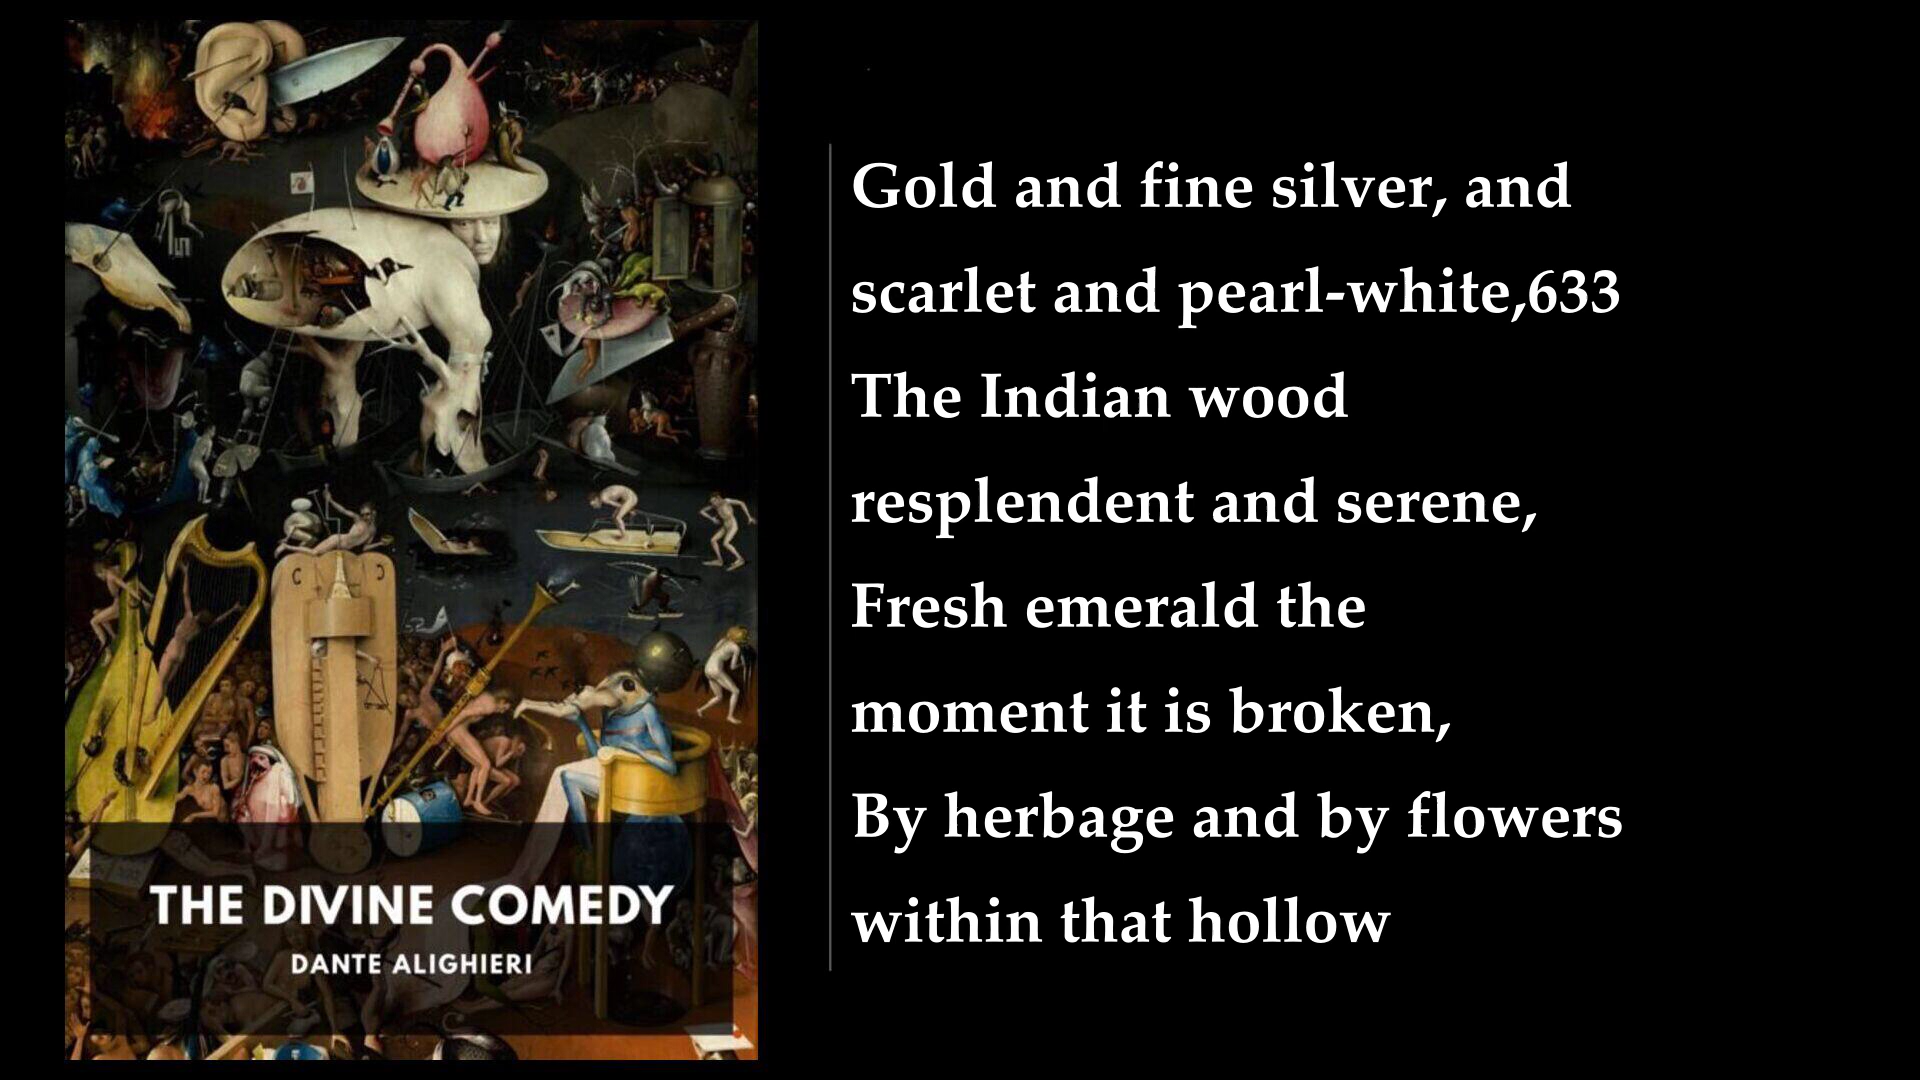 THE DIVINE COMEDY
DANTE ALIGHIERI
Gold and fine silver, and
scarlet and pearl-white,633
The Indian wood
resplendent and serene,
Fresh emerald the
moment it is broken,
By herbage and by flowers
within that hollow